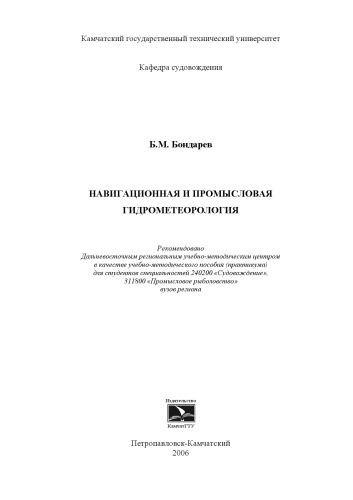 Камчатский государственный технический университет
Кафедра судовождения
Б.М. Бондарев
НАВИГАЦИОННАЯ И ПРОМЫСЛОВАЯ
ГИДРОМЕТЕОРОЛОГИЯ
Рекомендовано
Дальневосточным региональным учебно-методическим центром
в качестве учебно-методического пособия (практикума)
для студентов специальностей 240200 «Судовождение»,
311800 «Промысловое рыболовство»
вузов региона
Издательство
КамчатГТУ
Петропавловск-Камчатский
2006